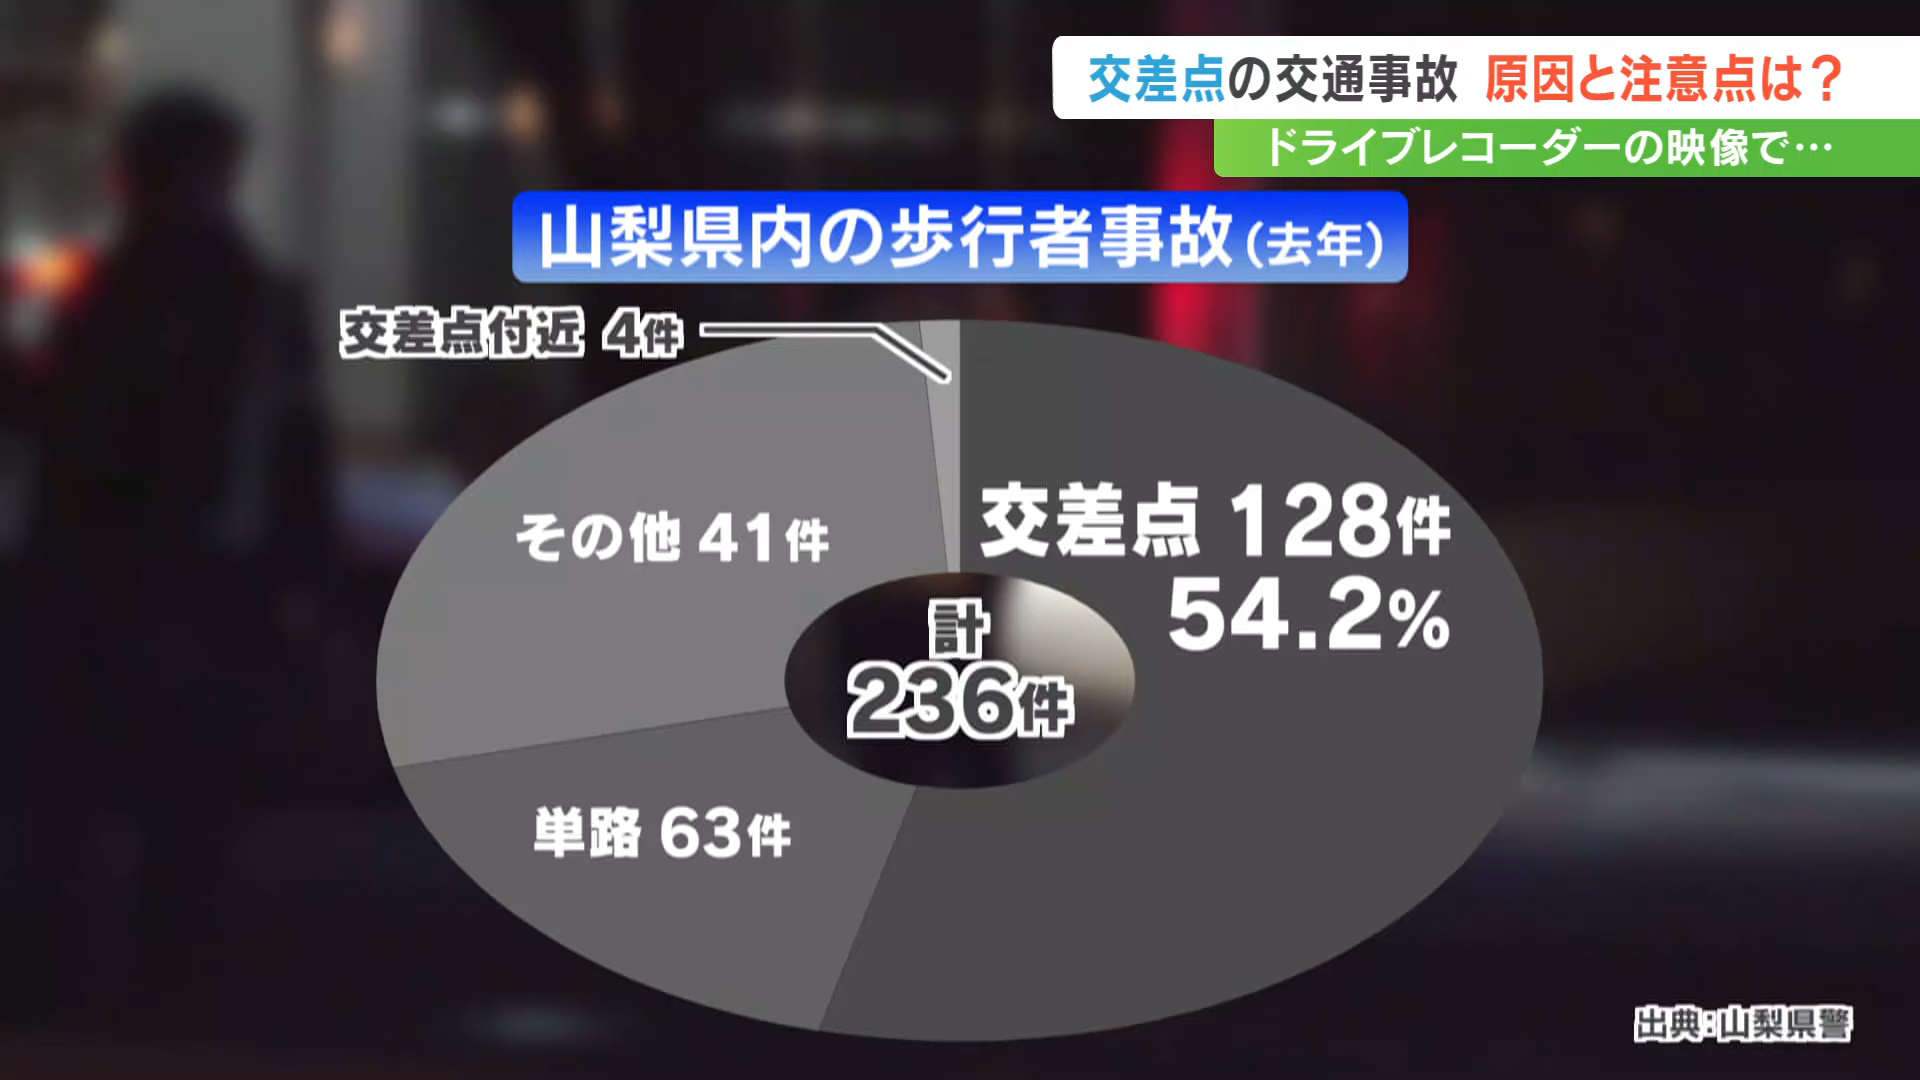 交差点の交通事故 原因と注意点は？
ドライブレコーダーの映像で…
山梨県内の歩行者事故(去年)
交差点付近 4件
交差点 128件
54.2%
その他 41件
計
236件
単路 63件
出典:山梨県警